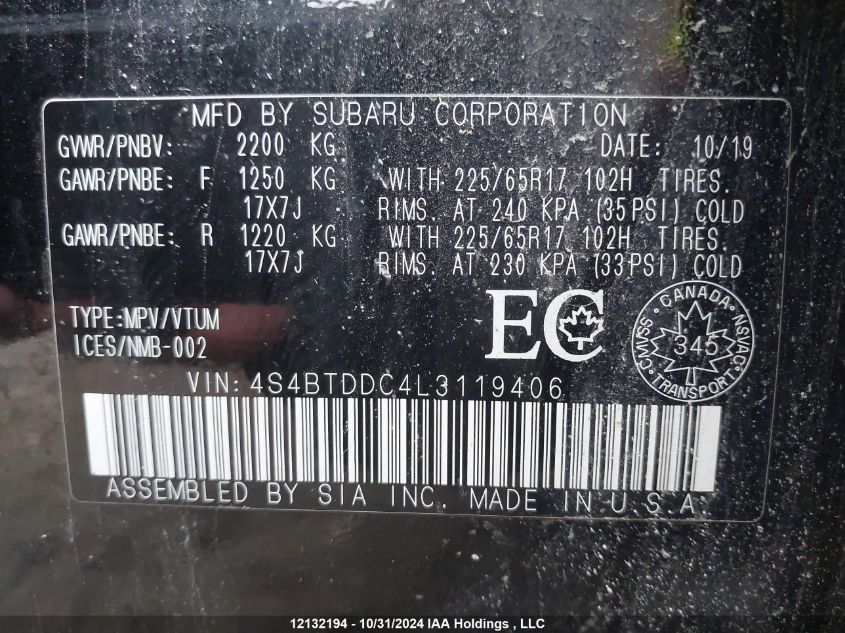 MFD BY SUBARU CORPORATION
GVWR/PNBV: 2200 KG DATE: 10/19
GAWR/PNBE: F 1250 KG WITH 225/65R17 102H TIRES.
17X7J RIMS. AT 240 KPA (35PSI) COLD
GAWR/PNBE: R 1220 KG WITH 225/65R17 102H TIRES.
17X7J RIMS. AT 230 KPA (33PSI) COLD
TYPE:MPV/VTUM
ICES/NMB-002
EC
CANADA
CMVSS NSVAC
345
TRANSPORT
VIN: 4S4BTDDC4L3119406
ASSEMBLED BY SIA INC. MADE IN U.S.A.
12132194 - 10/31/2024 IAA Holdings , LLC